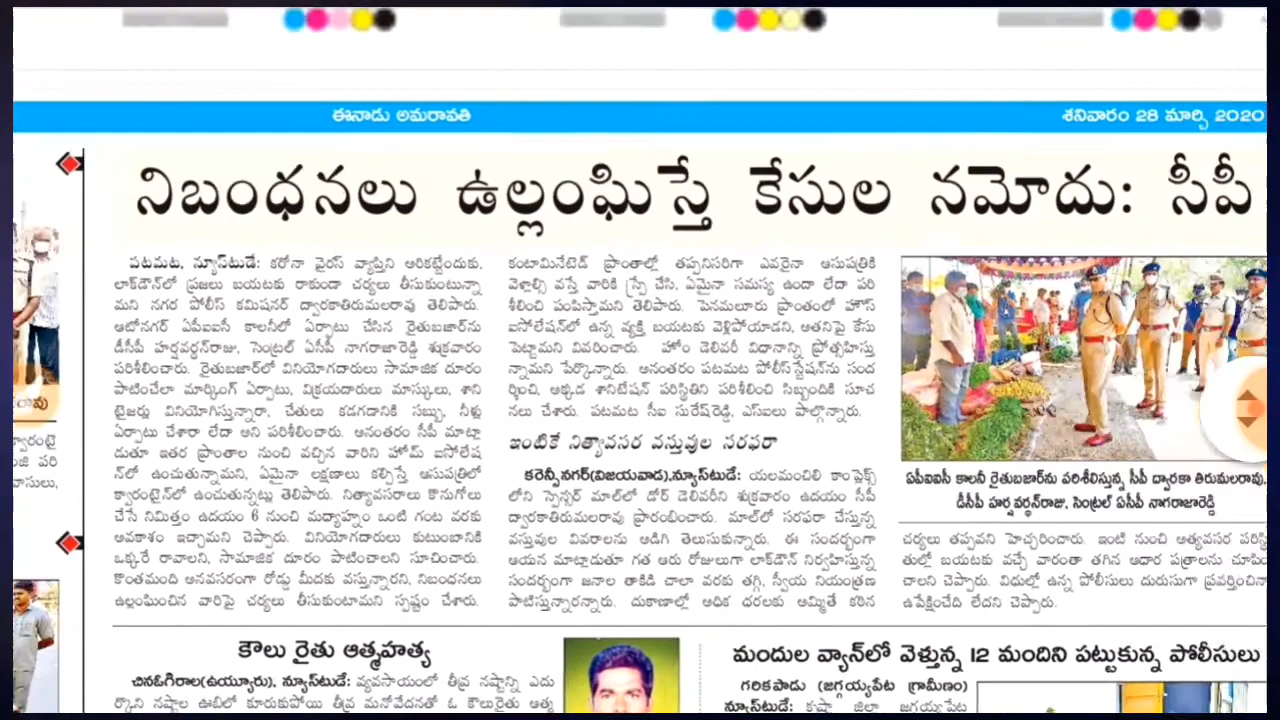 ఈనాడు అమరావతి
శనివారం 28 మార్చి 2020
నిబంధనలు ఉల్లంఘిస్తే కేసుల నమోదు: సీపీ
పటమట, న్యూస్‌టుడే: కరోనా వైరస్ వ్యాప్తిని అరికట్టేందుకు,
లాక్‌డౌన్‌లో ప్రజలు బయటకు రాకుండా చర్యలు తీసుకుంటున్నా
మని నగర పోలీస్ కమిషనర్ ద్వారకాతిరుమలరావు తెలిపారు.
ఆటోనగర్ ఏపీఐఐసీ కాలనీలో ఏర్పాటు చేసిన రైతుబజార్‌ను
డీసీపీ హర్షవర్ధన్‌రాజు, సెంట్రల్ ఏసీపీ నాగరాజారెడ్డి శుక్రవారం
పరిశీలించారు. రైతుబజార్‌లో వినియోగదారులు సామాజిక దూరం
పాటించేలా మార్కింగ్ ఏర్పాటు, విక్రయదారులు మాస్కులు, శాని
టైజర్లు వినియోగిస్తున్నారా, చేతులు కడగడానికి సబ్బు, నీళ్లు
ఏర్పాటు చేశారా లేదా అని పరిశీలించారు. అనంతరం సీపీ మాట్లా
డుతూ ఇతర ప్రాంతాల నుంచి వచ్చిన వారిని హోమ్ ఐసోలేష
న్‌లో ఉంచుతున్నామని, ఏమైనా లక్షణాలు కల్పిస్తే ఆసుపత్రిలో
క్వారంటైన్‌లో ఉంచుతున్నట్లు తెలిపారు. నిత్యావసరాలు కొనుగోలు
చేసే నిమిత్తం ఉదయం 6 నుంచి మధ్యాహ్నం ఒంటి గంట వరకు
అవకాశం ఇచ్చామని చెప్పారు. వినియోగదారులు కుటుంబానికి
ఒక్కరే రావాలని, సామాజిక దూరం పాటించాలని సూచించారు.
కొంతమంది అనవసరంగా రోడ్డు మీదకు వస్తున్నారని, నిబంధనలు
ఉల్లంఘించిన వారిపై చర్యలు తీసుకుంటామని స్పష్టం చేశారు.
కంటామినేటెడ్ ప్రాంతాల్లో తప్పనిసరిగా ఎవరైనా ఆసుపత్రికి
వెళ్లాల్సి వస్తే వారికి స్ప్రే చేసి, ఏమైనా సమస్య ఉందా లేదా పరి
శీలించి పంపిస్తామని తెలిపారు. పెనమలూరు ప్రాంతంలో హౌస్
ఐసోలేషన్‌లో ఉన్న వ్యక్తి బయటకు వెళ్లిపోయాడని, అతనిపై కేసు
పెట్టామని వివరించారు. హోం డెలివరీ విధానాన్ని ప్రోత్సహిస్తు
న్నామని పేర్కొన్నారు. అనంతరం పటమట పోలీస్‌స్టేషన్‌ను సంద
ర్శించి, అక్కడ శానిటేషన్ పరిస్థితిని పరిశీలించి సిబ్బందికి సూచ
నలు చేశారు. పటమట సీఐ సురేష్‌రెడ్డి, ఎస్‌ఐలు పాల్గొన్నారు.
ఇంటికే నిత్యావసర వస్తువుల సరఫరా
కరెన్సీనగర్(విజయవాడ),న్యూస్‌టుడే: యలమంచిలి కాంప్లెక్స్
లోని స్పెన్సర్ మాల్‌లో డోర్ డెలివరీని శుక్రవారం ఉదయం సీపీ
ద్వారకాతిరుమలరావు ప్రారంభించారు. మాల్‌లో సరఫరా చేస్తున్న
వస్తువుల వివరాలను అడిగి తెలుసుకున్నారు. ఈ సందర్భంగా
ఆయన మాట్లాడుతూ గత ఆరు రోజులుగా లాక్‌డౌన్ నిర్వహిస్తున్న
సందర్భంగా జనాల తాకిడి చాలా వరకు తగ్గి, స్వీయ నియంత్రణ
పాటిస్తున్నారన్నారు. దుకాణాల్లో అధిక ధరలకు అమ్మితే కఠిన
ఏపీఐఐసీ కాలనీ రైతుబజార్‌ను పరిశీలిస్తున్న సీపీ ద్వారకా తిరుమలరావు,
డీసీపీ హర్ష వర్ధన్‌రాజు, సెంట్రల్ ఏసీపీ నాగరాజారెడ్డి
చర్యలు తప్పవని హెచ్చరించారు. ఇంటి నుంచి అత్యవసర పరిస్థి
తుల్లో బయటకు వచ్చే వారంతా తగిన ఆధార పత్రాలను చూపిం
చాలని చెప్పారు. విధుల్లో ఉన్న పోలీసులు దురుసుగా ప్రవర్తించినా
ఉపేక్షించేది లేదని చెప్పారు.
కౌలు రైతు ఆత్మహత్య
చినఓగిరాల(ఉయ్యూరు), న్యూస్‌టుడే: వ్యవసాయంలో తీవ్ర నష్టాన్ని ఎదు
ర్కొని నష్టాల ఊబిలో కూరుకుపోయి తీవ్ర మనోవేదనతో ఓ కౌలురైతు ఆత్మ
మందుల వ్యాన్‌లో వెళ్తున్న 12 మందిని పట్టుకున్న పోలీసులు
గరికపాడు (జగ్గయ్యపేట గ్రామీణం)
న్యూస్‌టుడే: కృష్ణా జిల్లా జగ్గయ్యపేట